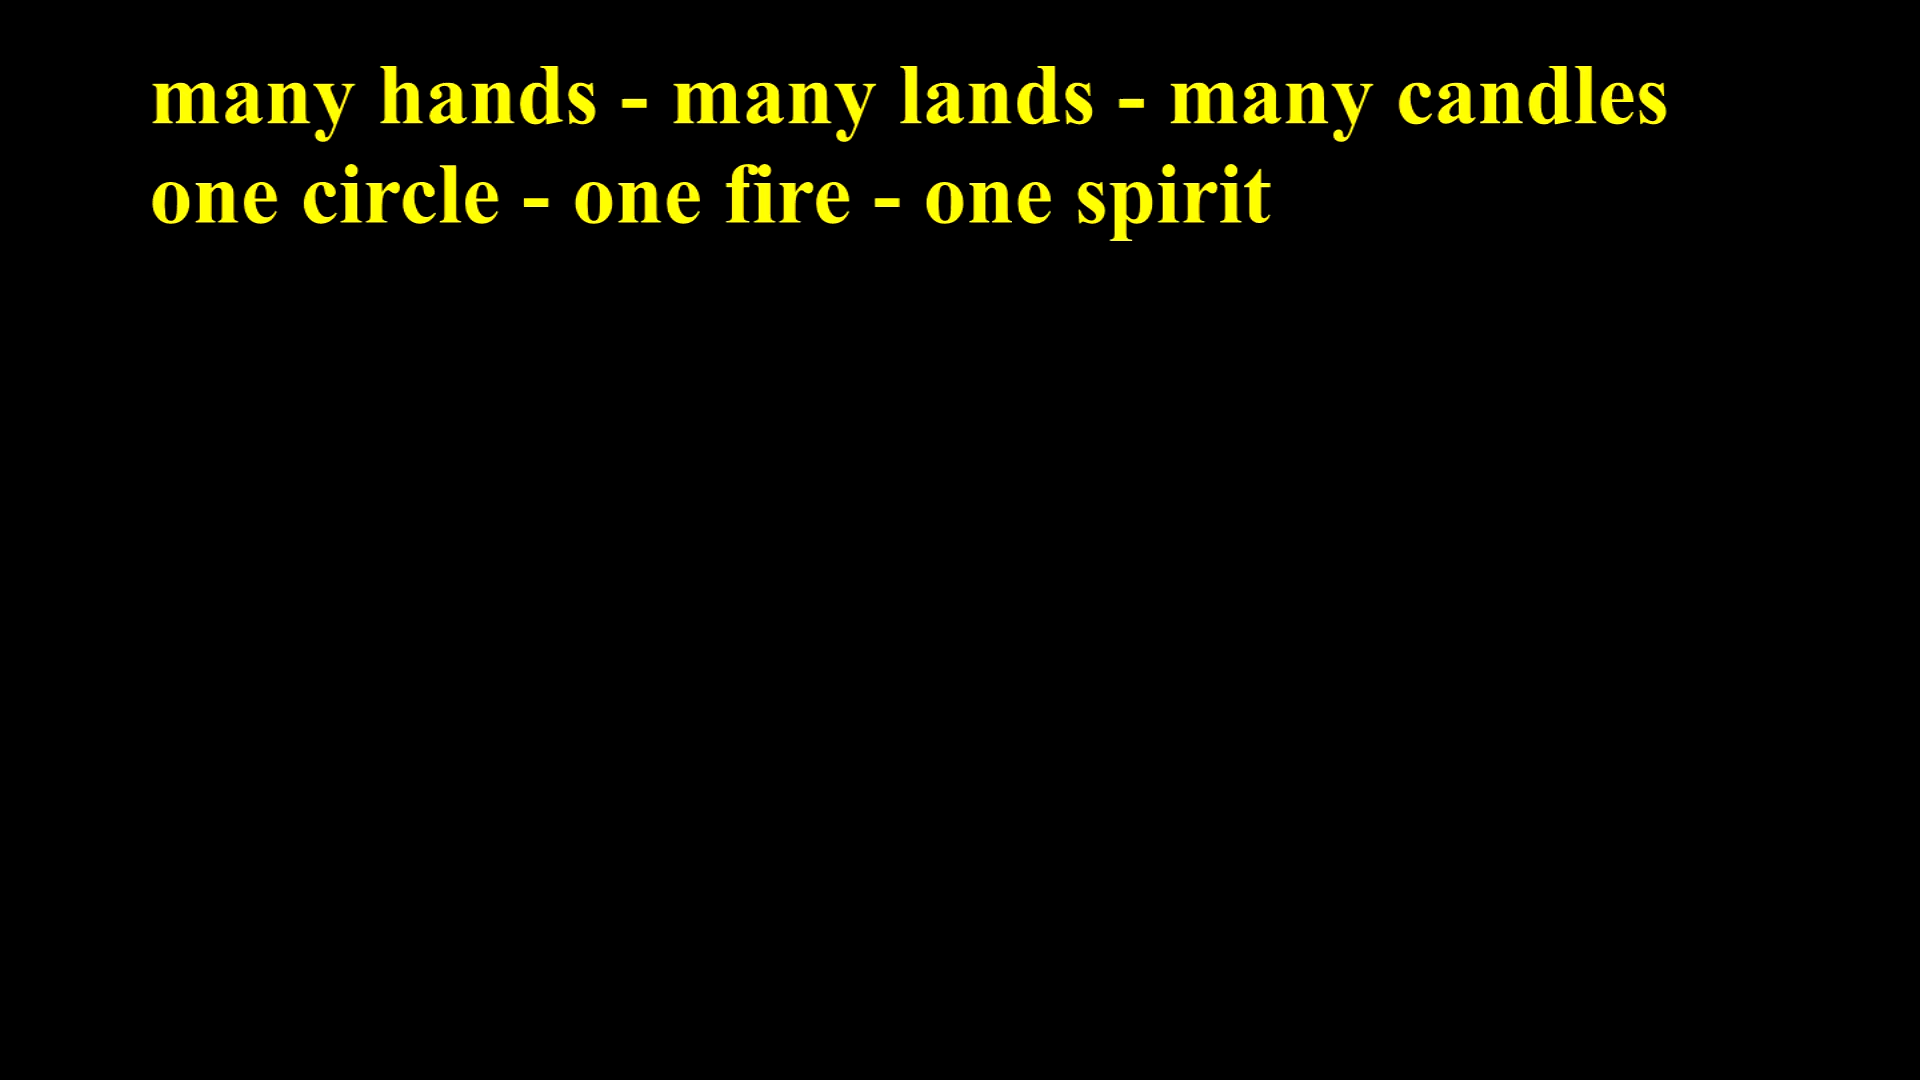 many hands - many lands - many candles
one circle - one fire - one spirit